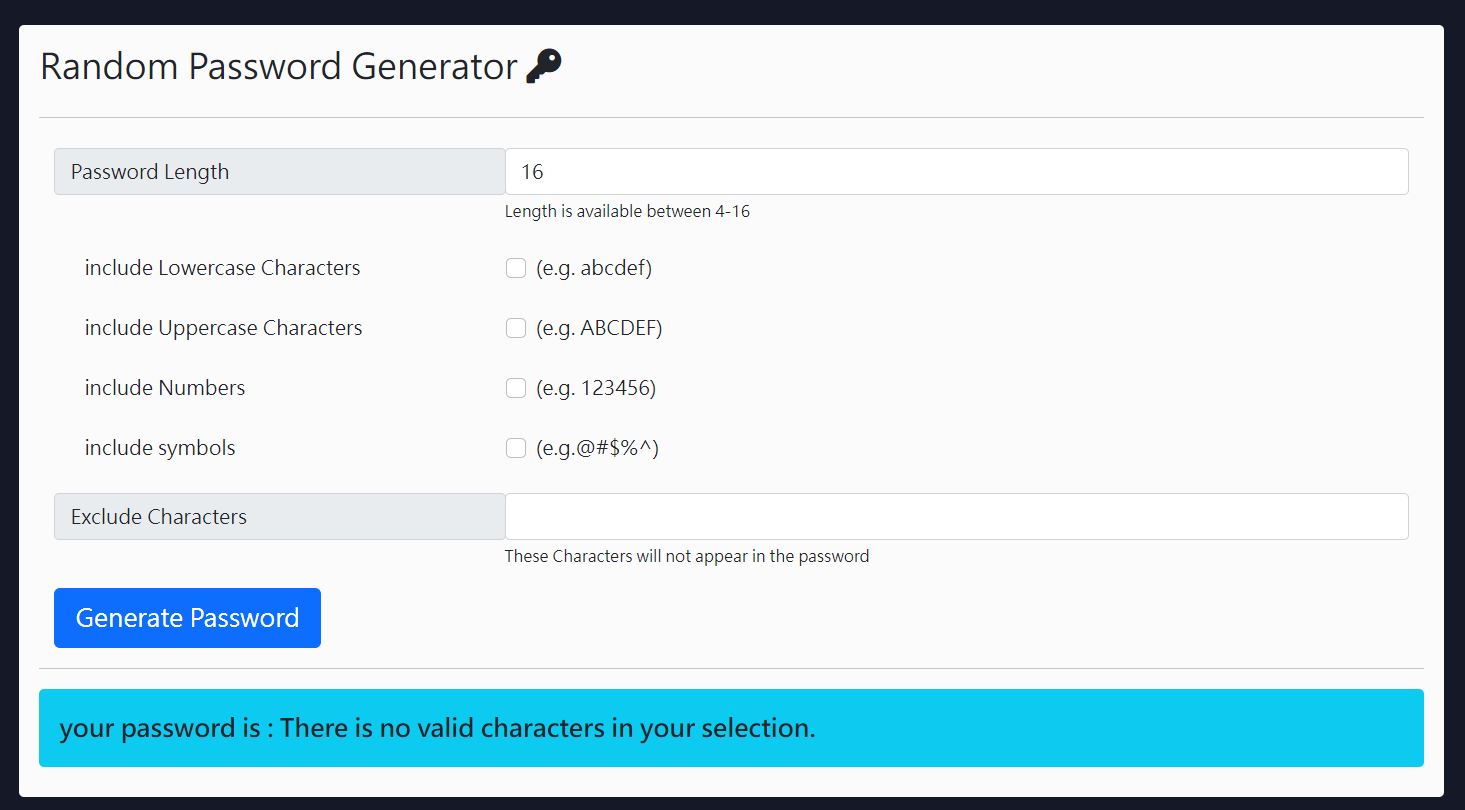 Random Password Generator
Password Length 16
Length is available between 4-16
include Lowercase Characters (e.g. abcdef)
include Uppercase Characters (e.g. ABCDEF)
include Numbers (e.g. 123456)
include symbols (e.g.@#$%^)
Exclude Characters
These Characters will not appear in the password
Generate Password
your password is : There is no valid characters in your selection.